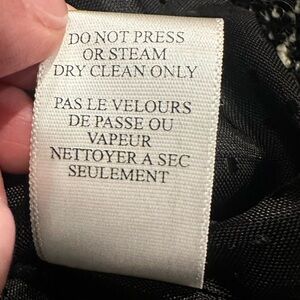 DO NOT PRESS
OR STEAM
DRY CLEAN ONLY
PAS LE VELOURS
DE PASSE OU
VAPEUR
NETTOYER A SEC
SEULEMENT